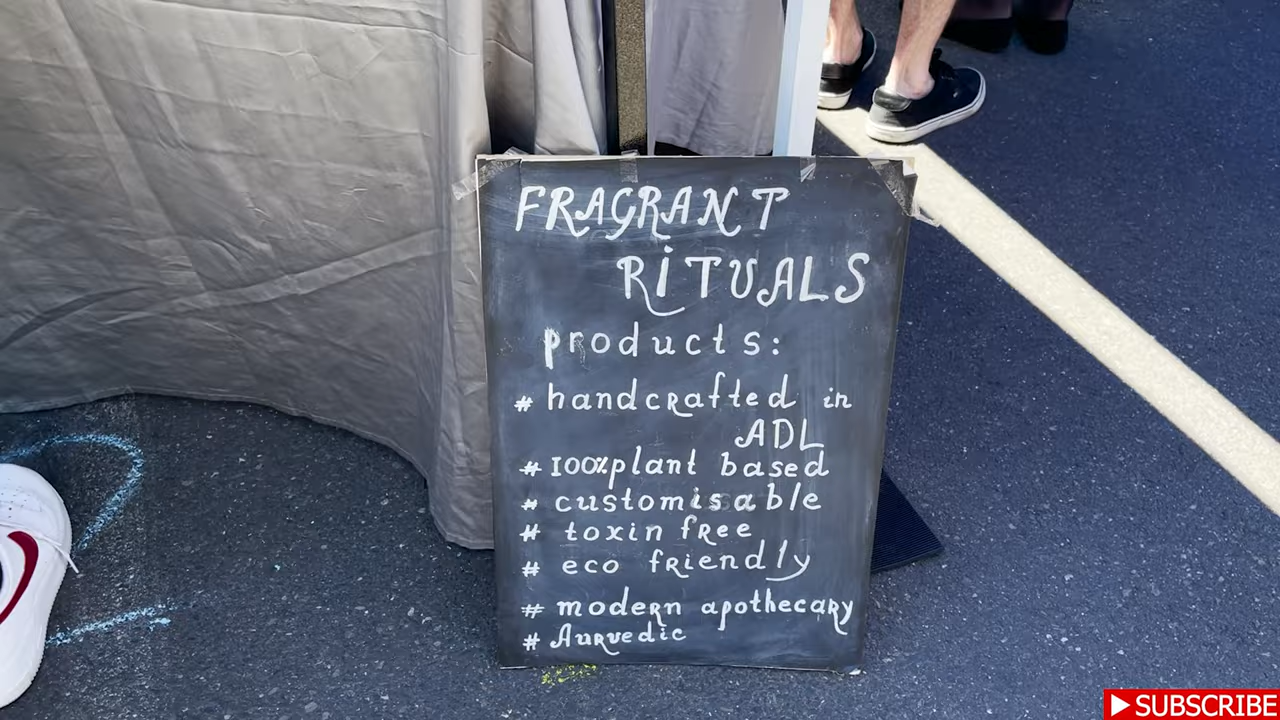 FRAGRANT
RiTUALS
products:
# handcrafted in
ADL
# 100% plant based
# customisable
# toxin free
# eco friendly
# modern apothecary
# Aurvedic
SUBSCRIBE